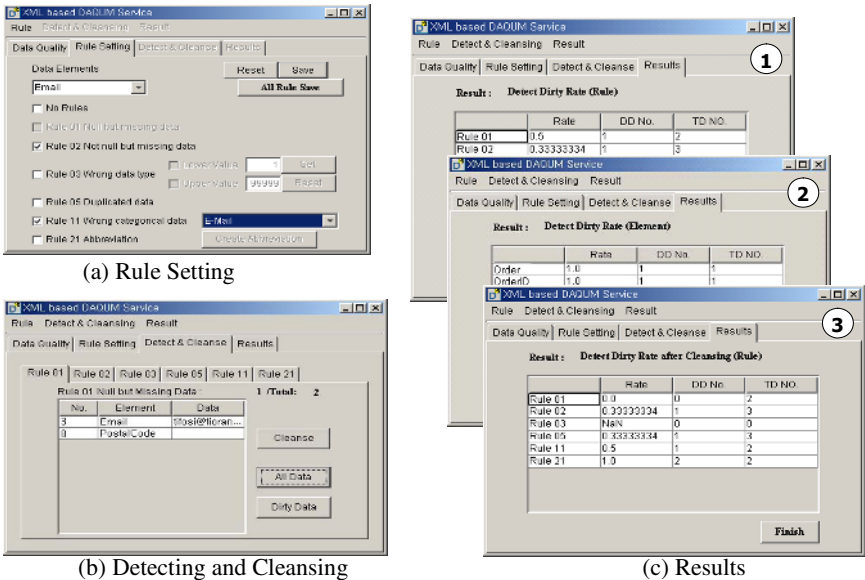 XML based DAQUM Service
Rule Detect & Cleansing Result
Data Quality Rule Setting Detect & Cleanse Results
Data Elements
Reset Save
Email
All Rule Save
No Rules
Rule 01 Null but missing data
Rule 02 Not null but missing data
Rule 03 Wrong data type
Lower Value 1 Set
Upper Value 99999 Reset
Rule 05 Duplicated data
Rule 11 Wrong categorical data E-Mail
Rule 21 Abbreviation Create Abbreviation
(a) Rule Setting
XML based DAQUM Service
Rule Detect & Cleansing Result
Data Quality Rule Setting Detect & Cleanse Results
Rule 01 Rule 02 Rule 03 Rule 05 Rule 11 Rule 21
Rule 01 Null but Missing Data : 1 /Total: 2
No. Element Data
3 Email
PostalCode
Cleanse
All Data
Dirty Data
(b) Detecting and Cleansing
XML based DAQUM Service
Rule Detect & Cleansing Result
1
Data Quality Rule Setting Detect & Cleanse Results
Result : Detect Dirty Rate (Rule)
Rate DD No. TD NO.
Rule 01 0.5 1 2
Rule 02 0.33333334 1 3
XML based DAQUM Service
Rule Detect & Cleansing Result
2
Data Quality Rule Setting Detect & Cleanse Results
Result : Detect Dirty Rate (Element)
Rate DD No. TD NO.
Order 1.0 1 1
OrderID 1.0 1 1
XML based DAQUM Service
Rule Detect & Cleansing Result
3
Data Quality Rule Setting Detect & Cleanse Results
Result : Detect Dirty Rate after Cleansing (Rule)
Rate DD No. TD NO.
Rule 01 0.0 0 2
Rule 02 0.33333334 1 3
Rule 03 NaN 0 0
Rule 05 0.33333334 1 3
Rule 11 0.5 1 2
Rule 21 1.0 2 2
Finish
(c) Results